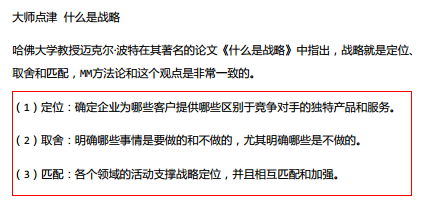 大师点津 什么是战略
哈佛大学教授迈克尔·波特在其著名的论文《什么是战略》中指出，战略就是定位、
取舍和匹配，MM方法论和这个观点是非常一致的。
（1）定位：确定企业为哪些客户提供哪些区别于竞争对手的独特产品和服务。
（2）取舍：明确哪些事情是要做的和不做的，尤其明确哪些是不做的。
（3）匹配：各个领域的活动支撑战略定位，并且相互匹配和加强。